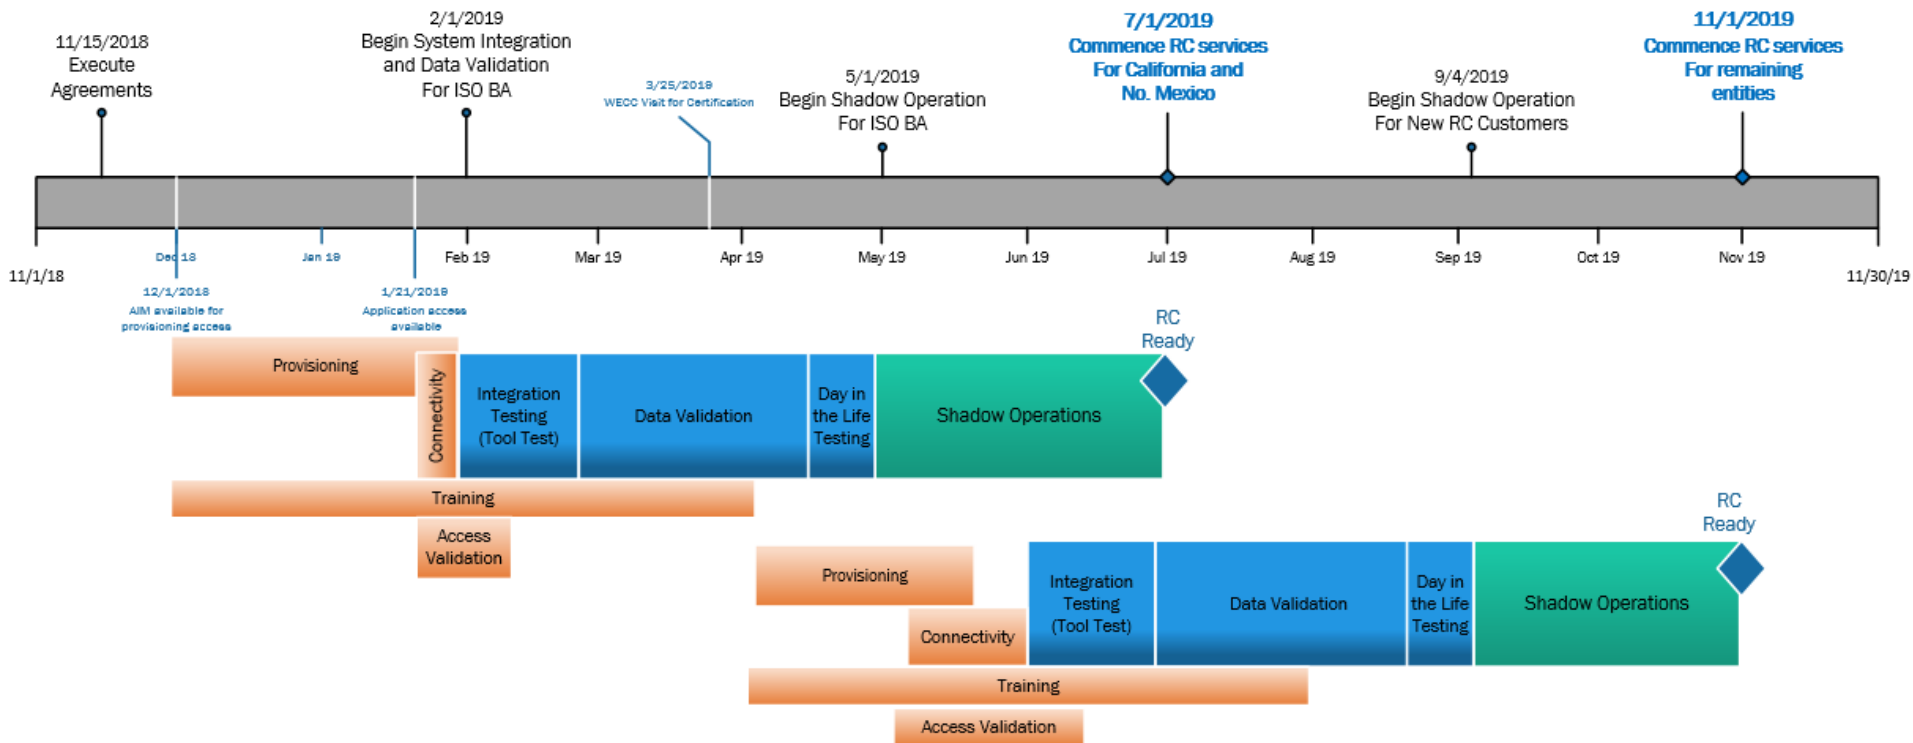 11/15/2018
Execute
Agreements
2/1/2019
Begin System Integration
and Data Validation
For ISO BA
3/25/2019
WECC Visit for Certification
5/1/2019
Begin Shadow Operation
For ISO BA
7/1/2019
Commence RC services
For California and
No. Mexico
9/4/2019
Begin Shadow Operation
For New RC Customers
11/1/2019
Commence RC services
For remaining
entities
11/1/18
Dec 18
Jan 19
Feb 19
Mar 19
Apr 19
May 19
Jun 19
Jul 19
Aug 19
Sep 19
Oct 19
Nov 19
11/30/19
12/1/2018
AIM available for
provisioning access
1/21/2019
Application access
available
Provisioning
Connectivity
Integration
Testing
(Tool Test)
Data Validation
Day in
the Life
Testing
Shadow Operations
RC
Ready
Training
Access
Validation
Provisioning
Connectivity
Integration
Testing
(Tool Test)
Data Validation
Day in
the Life
Testing
Shadow Operations
RC
Ready
Training
Access Validation